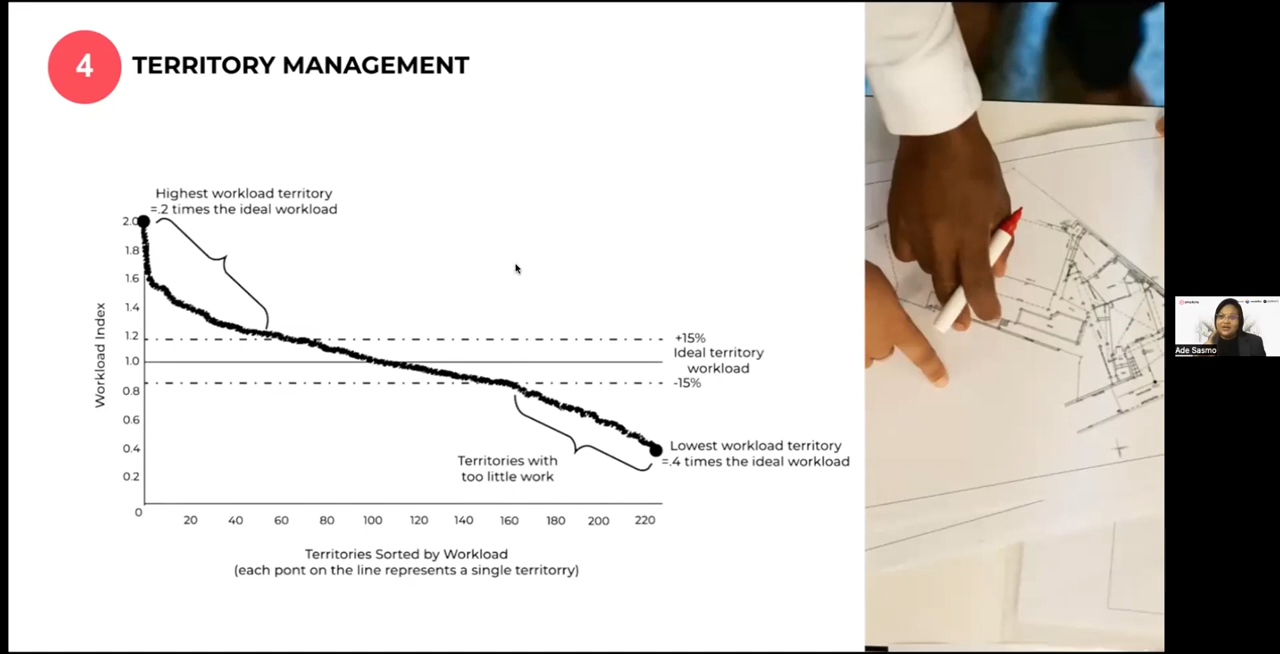 4
TERRITORY MANAGEMENT
Highest workload territory
=.2 times the ideal workload
2.0
1.8
1.6
1.4
1.2
1.0
0.8
0.6
0.4
0.2
0
Workload Index
+15%
Ideal territory
workload
-15%
Lowest workload territory
=.4 times the ideal workload
Territories with
too little work
20 40 60 80 100 120 140 160 180 200 220
Territories Sorted by Workload
(each pont on the line represents a single territorry)
Ade Sasmo